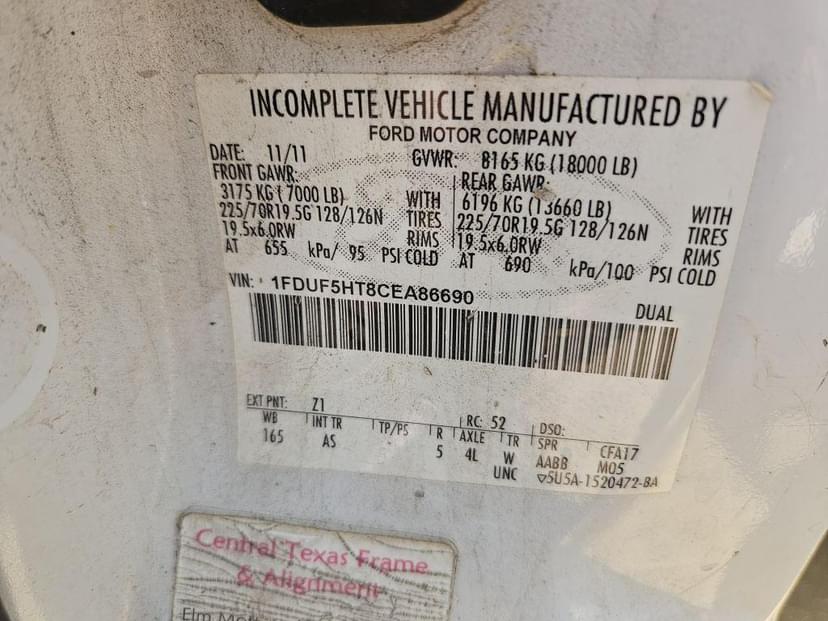 INCOMPLETE VEHICLE MANUFACTURED BY
FORD MOTOR COMPANY
DATE: 11/11 GVWR: 8165 KG (18000 LB)
FRONT GAWR: REAR GAWR:
3175 KG (7000 LB) WITH 6196 KG (13660 LB) WITH
225/70R19.5G 128/126N TIRES 225/70R19.5G 128/126N TIRES
19.5x6.0RW RIMS 19.5x6.0RW RIMS
AT 655 kPa/ 95 PSI COLD AT 690 kPa/100 PSI COLD
VIN: 1FDUF5HT8CEA86690
DUAL
EXT PNT: Z1 RC: 52 DSO:
WB INT TR TP/PS R AXLE TR SPR CFA17
165 AS 5 4L W AABB M05
UNC ▽5U5A-1520472-BA
Central Texas Frame
& Alignment
Elm